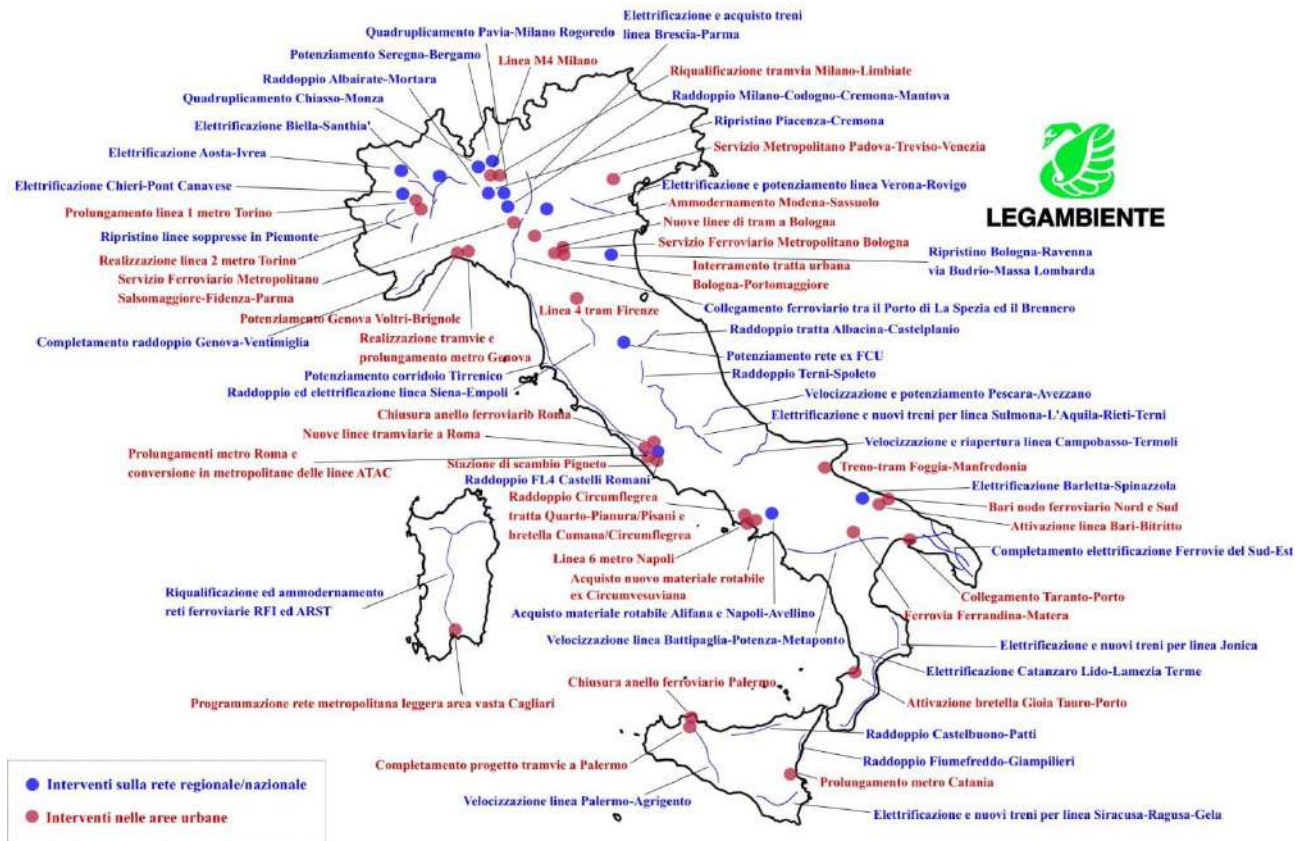 Elettrificazione e acquisto treni
linea Brescia-Parma
Quadruplicamento Pavia-Milano Rogoredo
Potenziamento Seregno-Bergamo
Linea M4 Milano
Raddoppio Albairate-Mortara
Riqualificazione tramvia Milano-Limbiate
Quadruplicamento Chiasso-Monza
Raddoppio Milano-Codogno-Cremona-Mantova
Elettrificazione Biella-Santhia'
Ripristino Piacenza-Cremona
Elettrificazione Aosta-Ivrea
Servizio Metropolitano Padova-Treviso-Venezia
Elettrificazione Chieri-Pont Canavese
Elettrificazione e potenziamento linea Verona-Rovigo
Prolungamento linea 1 metro Torino
Ammodernamento Modena-Sassuolo
LEGAMBIENTE
Ripristino linee soppresse in Piemonte
Nuove linee di tram a Bologna
Realizzazione linea 2 metro Torino
Servizio Ferroviario Metropolitano Bologna
Ripristino Bologna-Ravenna
via Budrio-Massa Lombarda
Servizio Ferroviario Metropolitano
Salsomaggiore-Fidenza-Parma
Interramento tratta urbana
Bologna-Portomaggiore
Collegamento ferroviario tra il Porto di La Spezia ed il Brennero
Linea 4 tram Firenze
Potenziamento Genova Voltri-Brignole
Raddoppio tratta Albacina-Castelplanio
Completamento raddoppio Genova-Ventimiglia
Realizzazione tramvie e
prolungamento metro Genova
Potenziamento rete ex FCU
Potenziamento corridoio Tirrenico
Raddoppio Terni-Spoleto
Raddoppio ed elettrificazione linea Siena-Empoli
Velocizzazione e potenziamento Pescara-Avezzano
Chiusura anello ferroviario Roma
Elettrificazione e nuovi treni per linea Sulmona-L'Aquila-Rieti-Terni
Nuove linee tramviarie a Roma
Velocizzazione e riapertura linea Campobasso-Termoli
Prolungamenti metro Roma e
conversione in metropolitane delle linee ATAC
Stazione di scambio Pigneto
Treno-tram Foggia-Manfredonia
Raddoppio FL4 Castelli Romani
Elettrificazione Barletta-Spinazzola
Raddoppio Circumflegrea
tratta Quarto-Pianura/Pisani e
bretella Cumana/Circumflegrea
Bari nodo ferroviario Nord e Sud
Attivazione linea Bari-Bitritto
Linea 6 metro Napoli
Completamento elettrificazione Ferrovie del Sud-Est
Acquisto nuovo materiale rotabile
ex Circumvesuviana
Riqualificazione ed ammodernamento
reti ferroviarie RFI ed ARST
Collegamento Taranto-Porto
Acquisto materiale rotabile Alifana e Napoli-Avellino
Ferrovia Ferrandina-Matera
Velocizzazione linea Battipaglia-Potenza-Metaponto
Elettrificazione e nuovi treni per linea Jonica
Elettrificazione Catanzaro Lido-Lamezia Terme
Chiusura anello ferroviario Palermo
Programmazione rete metropolitana leggera area vasta Cagliari
Attivazione bretella Gioia Tauro-Porto
Raddoppio Castelbuono-Patti
Raddoppio Fiumefreddo-Giampilieri
Completamento progetto tramvie a Palermo
Prolungamento metro Catania
Velocizzazione linea Palermo-Agrigento
Elettrificazione e nuovi treni per linea Siracusa-Ragusa-Gela
Interventi sulla rete regionale/nazionale
Interventi nelle aree urbane